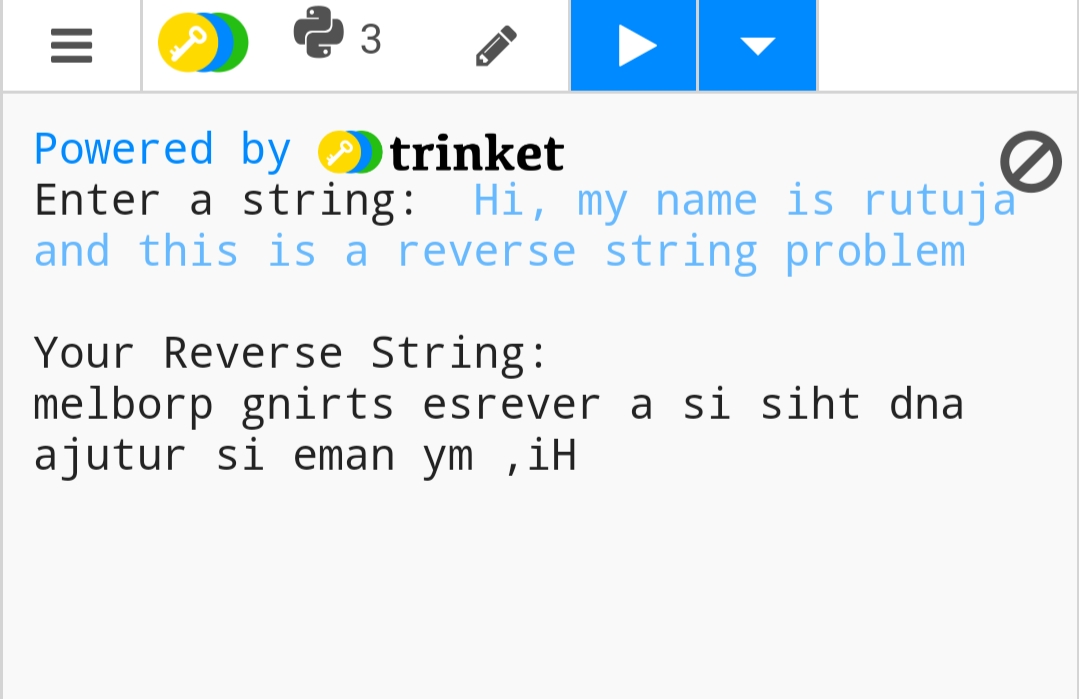 3
Powered by trinket
Enter a string: Hi, my name is rutuja
and this is a reverse string problem
Your Reverse String:
melborp gnirts esrever a si siht dna
ajutur si eman ym ,iH